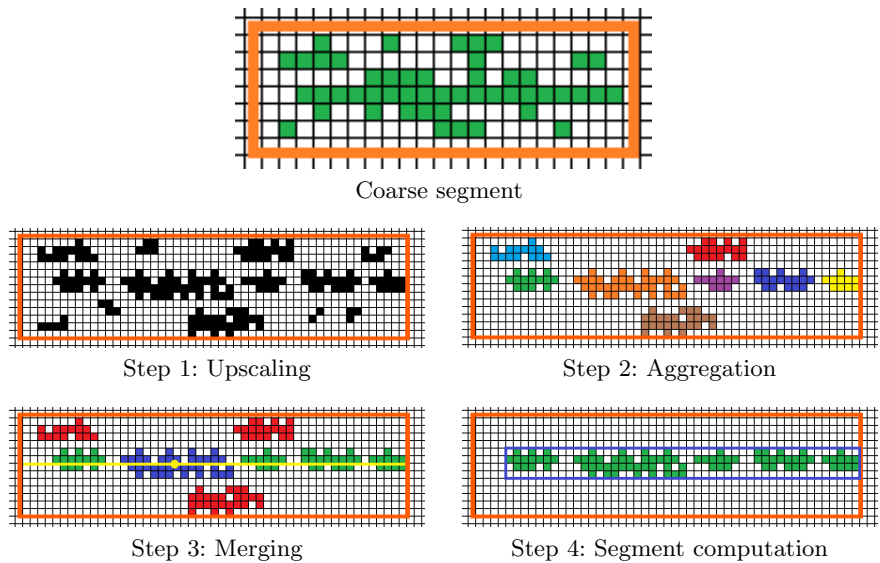 Coarse segment
Step 1: Upscaling
Step 2: Aggregation
Step 3: Merging
Step 4: Segment computation